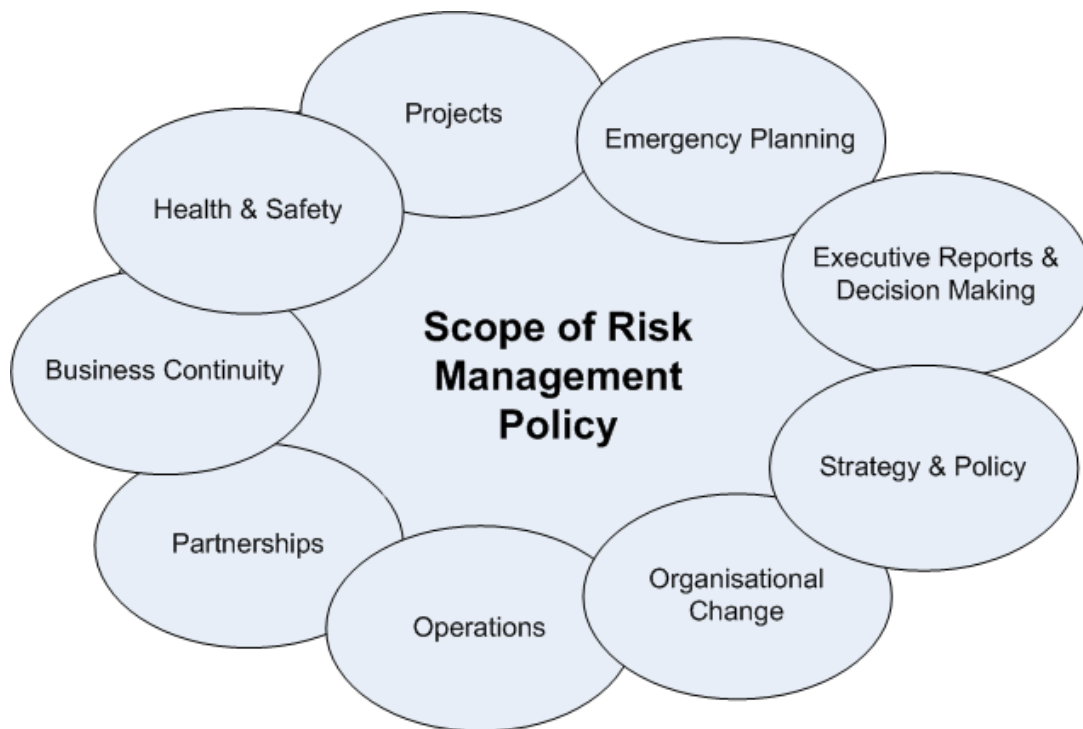 Projects
Emergency Planning
Health & Safety
Executive Reports &
Decision Making
Scope of Risk
Management
Policy
Business Continuity
Strategy & Policy
Partnerships
Organisational
Change
Operations